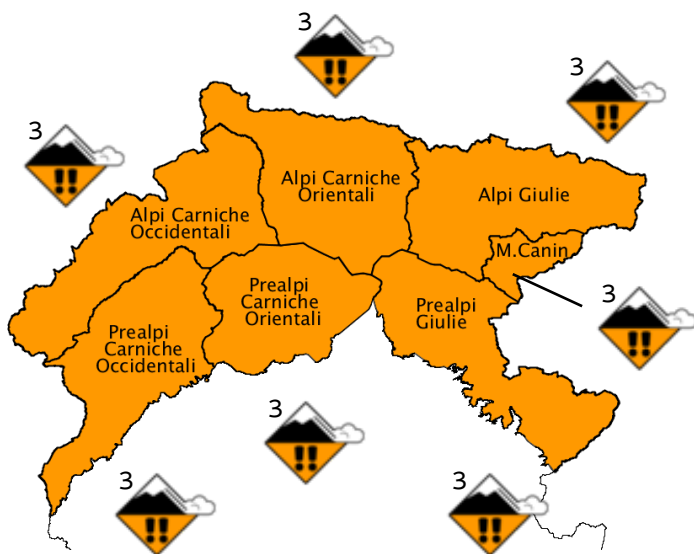 3
3
3
Alpi Carniche
Orientali
Alpi Giulie
Alpi Carniche
Occidentali
M.Canin
Prealpi
Carniche
Orientali
3
Prealpi
Giulie
Prealpi
Carniche
Occidentali
3
3
3